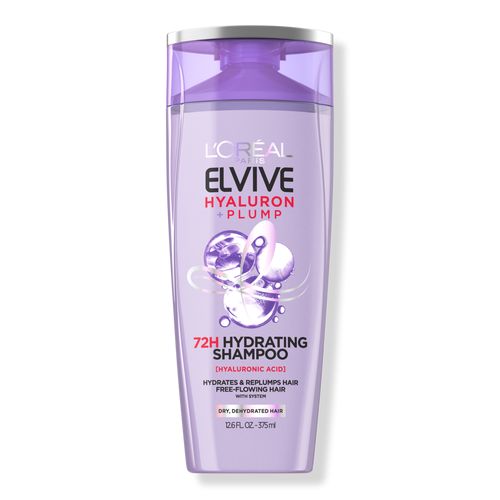 L'ORÉAL
PARIS
ELVIVE
HYALURON
+ PLUMP
72H HYDRATING
SHAMPOO
[HYALURONIC ACID]
HYDRATES & REPLUMPS HAIR
FREE-FLOWING HAIR
WITH SYSTEM
DRY, DEHYDRATED HAIR
12.6 FL. OZ. - 375 ml